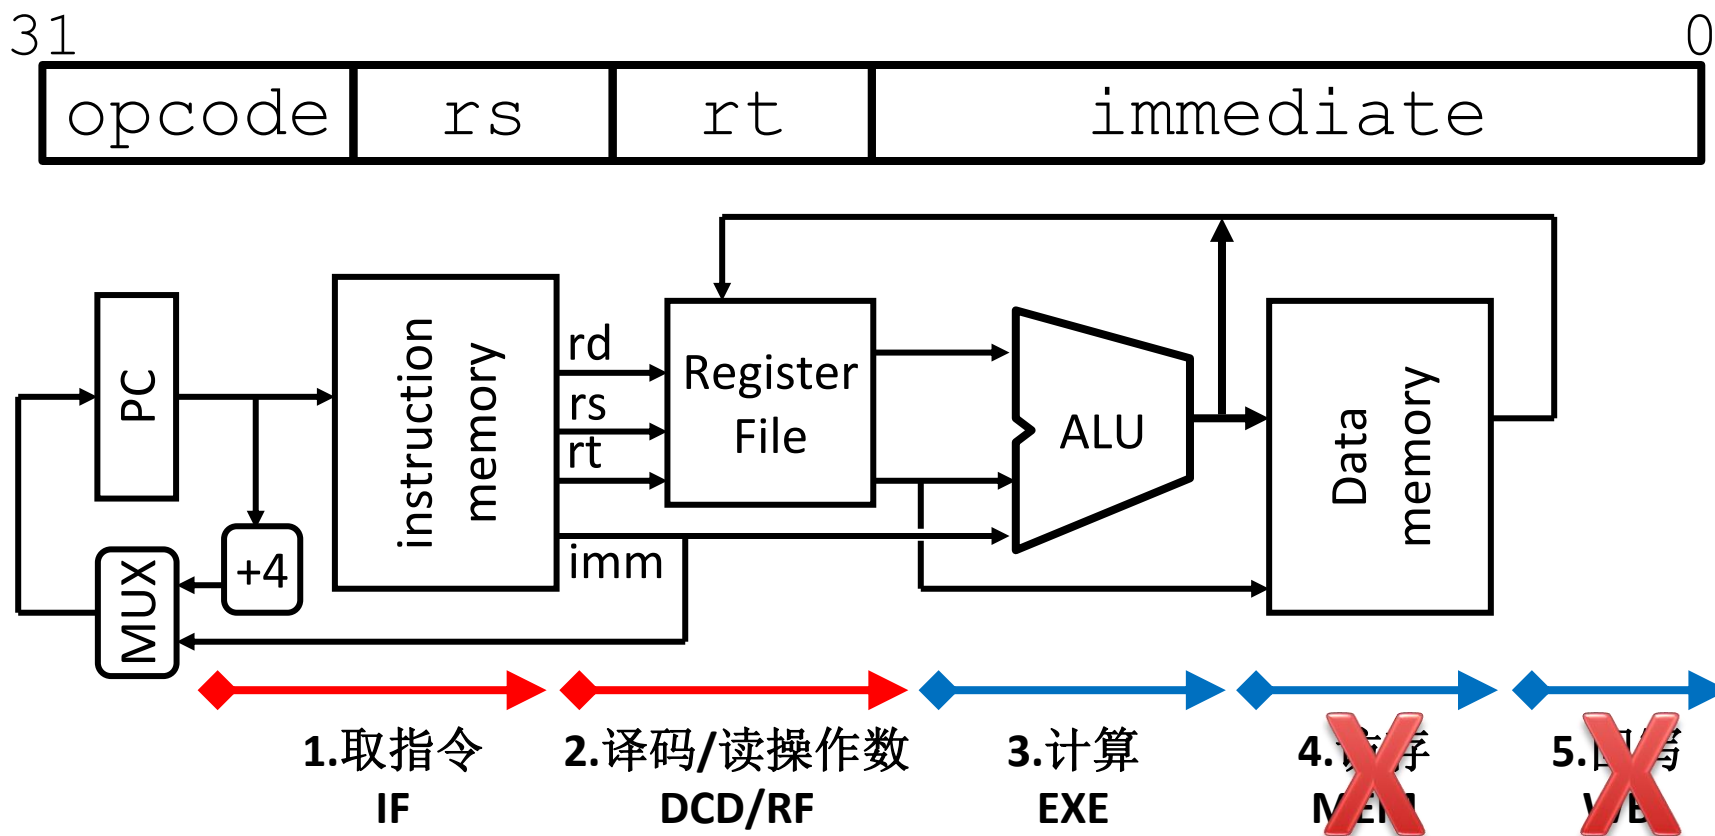 31 0
opcode rs rt immediate
PC
instruction memory
rd
rs
rt
imm
Register
File
ALU
Data
memory
+4
MUX
1.取指令
IF
2.译码/读操作数
DCD/RF
3.计算
EXE
4.
5.